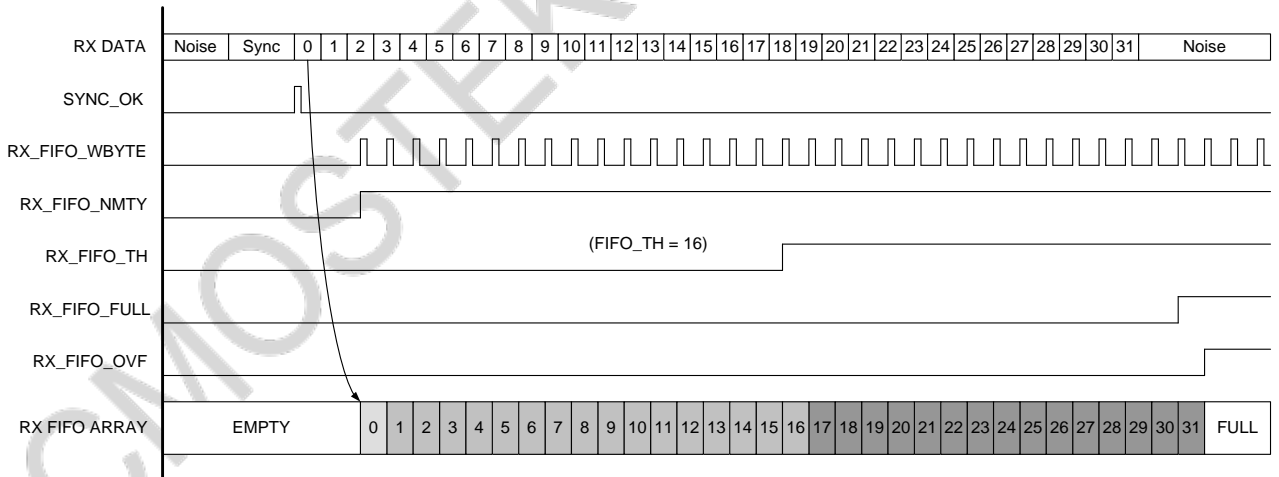 RX DATA Noise Sync 0 1 2 3 4 5 6 7 8 9 10 11 12 13 14 15 16 17 18 19 20 21 22 23 24 25 26 27 28 29 30 31 Noise
SYNC_OK
RX_FIFO_WBYTE
RX_FIFO_NMTY
RX_FIFO_TH (FIFO_TH = 16)
RX_FIFO_FULL
RX_FIFO_OVF
RX FIFO ARRAY EMPTY 0 1 2 3 4 5 6 7 8 9 10 11 12 13 14 15 16 17 18 19 20 21 22 23 24 25 26 27 28 29 30 31 FULL
CMOSTEK